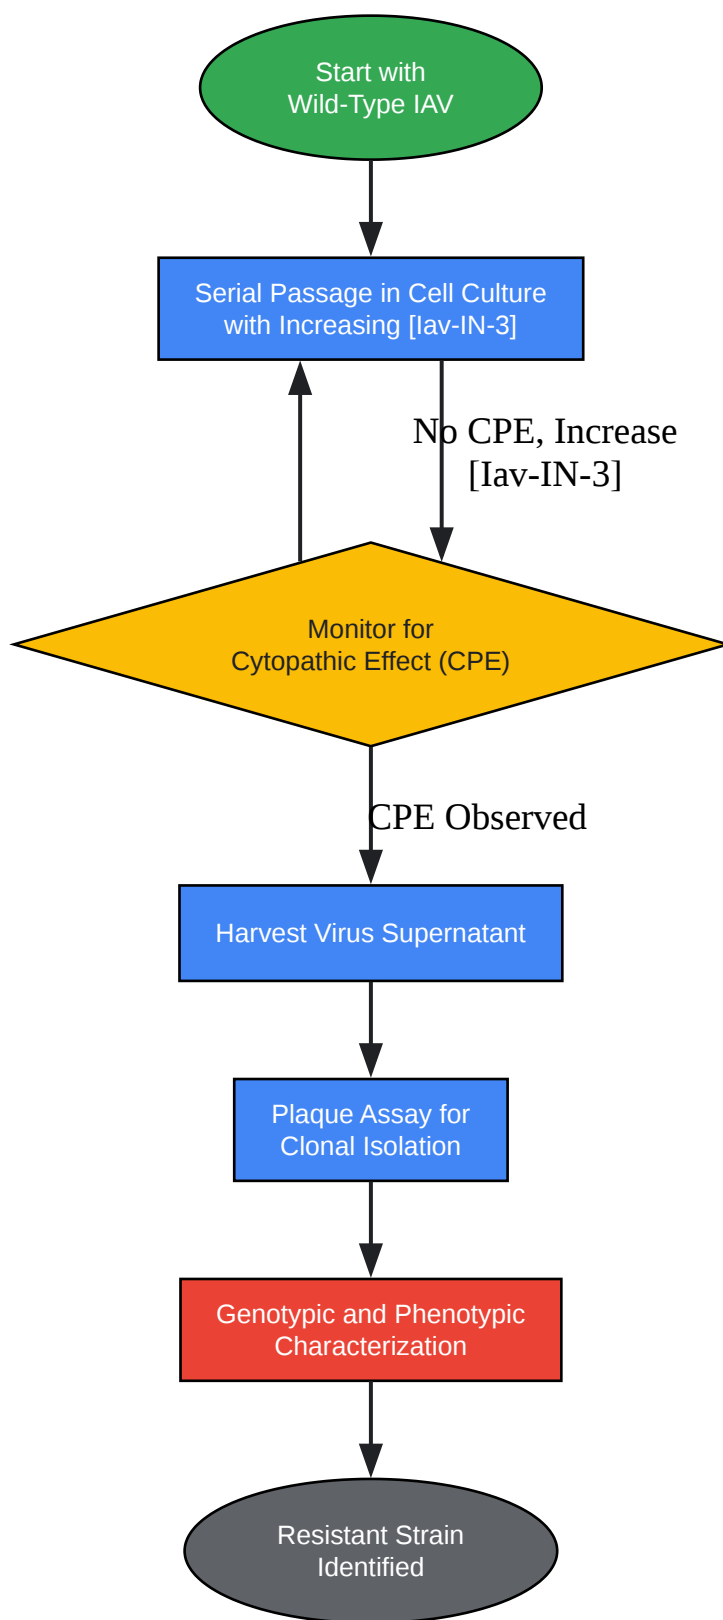 Start with
Wild-Type IAV
Serial Passage in Cell Culture
with Increasing [Iav-IN-3]
No CPE, Increase
[Iav-IN-3]
Monitor for
Cytopathic Effect (CPE)
CPE Observed
Harvest Virus Supernatant
Plaque Assay for
Clonal Isolation
Genotypic and Phenotypic
Characterization
Resistant Strain
Identified